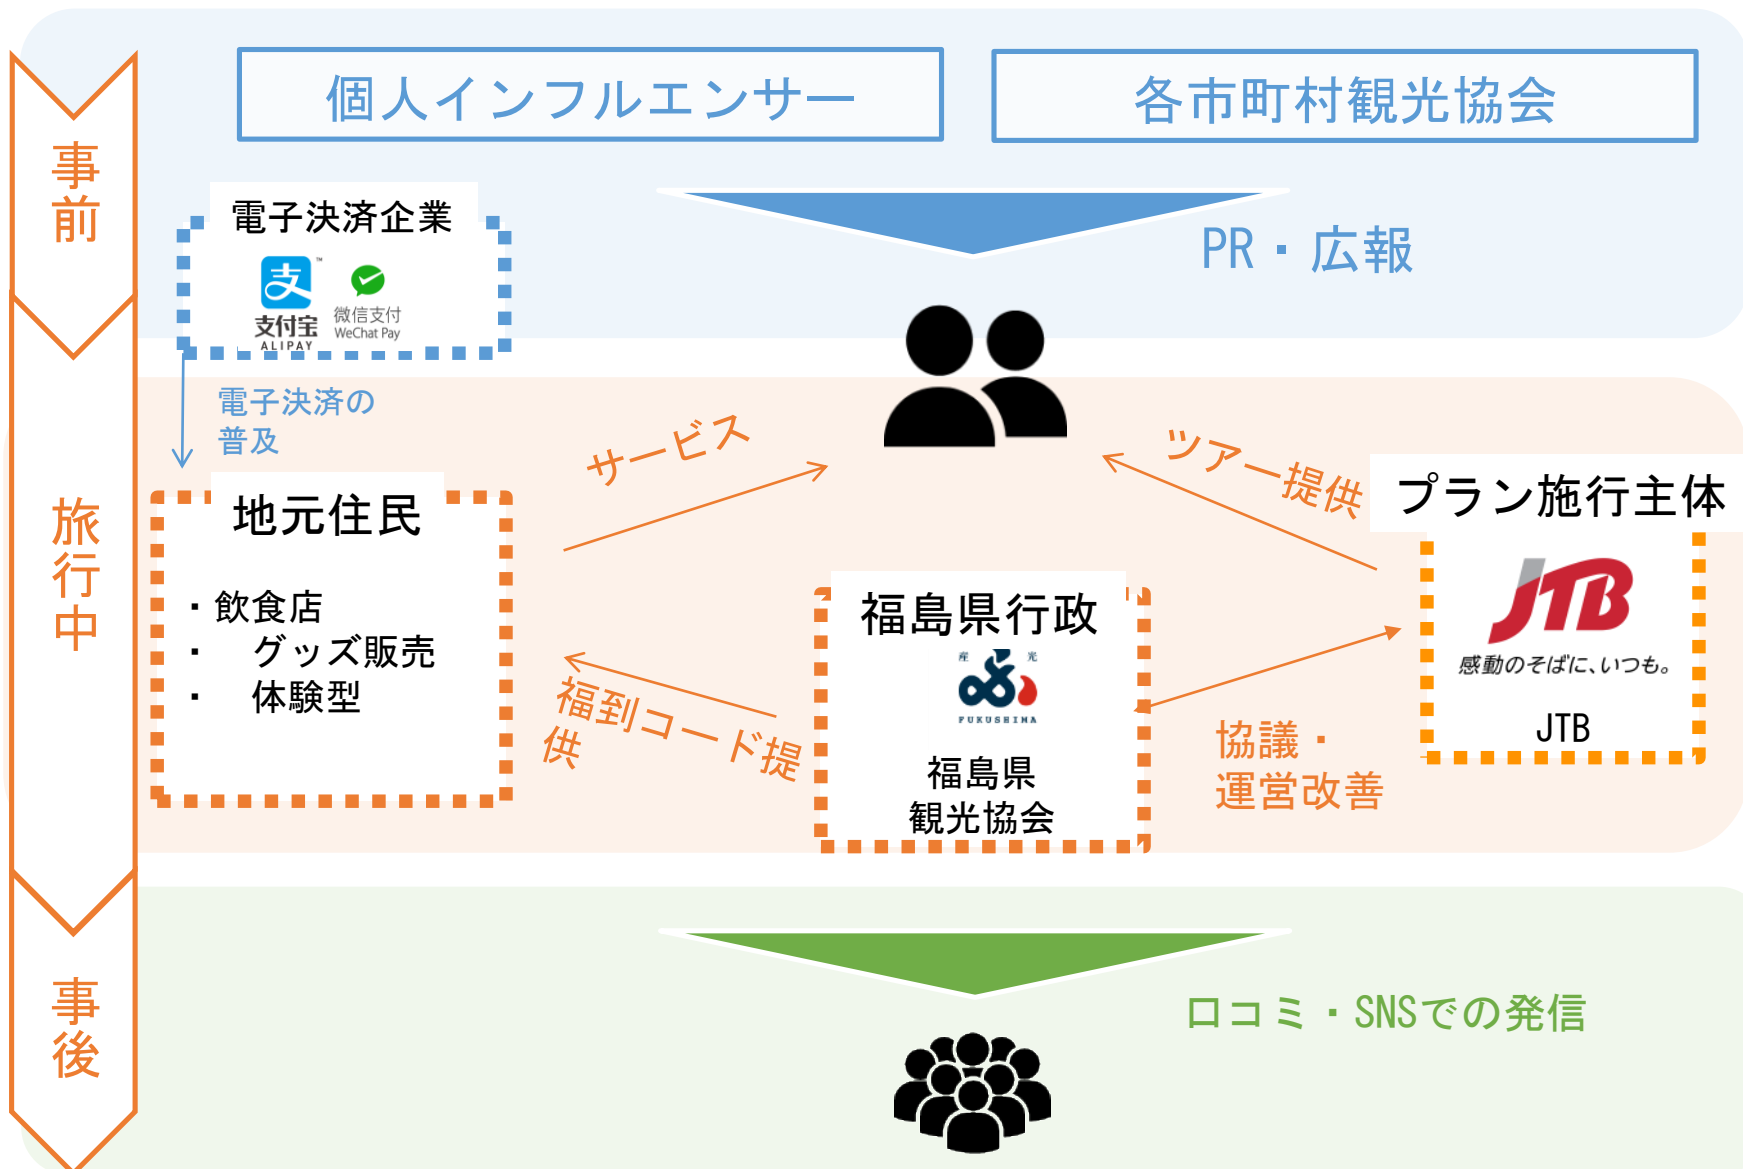 個人インフルエンサー
各市町村観光協会
事前
電子決済企業
支
™
支付宝
ALIPAY
微信支付
WeChat Pay
PR・広報
電子決済の
普及
サービス
ツアー提供
旅行中
地元住民
・飲食店
・ グッズ販売
・ 体験型
プラン施行主体
JTB
感動のそばに、いつも。
JTB
福島県行政
産 光
FUKUSHIMA
福島県
観光協会
福到コード提
供
協議・
運営改善
事後
口コミ・SNSでの発信